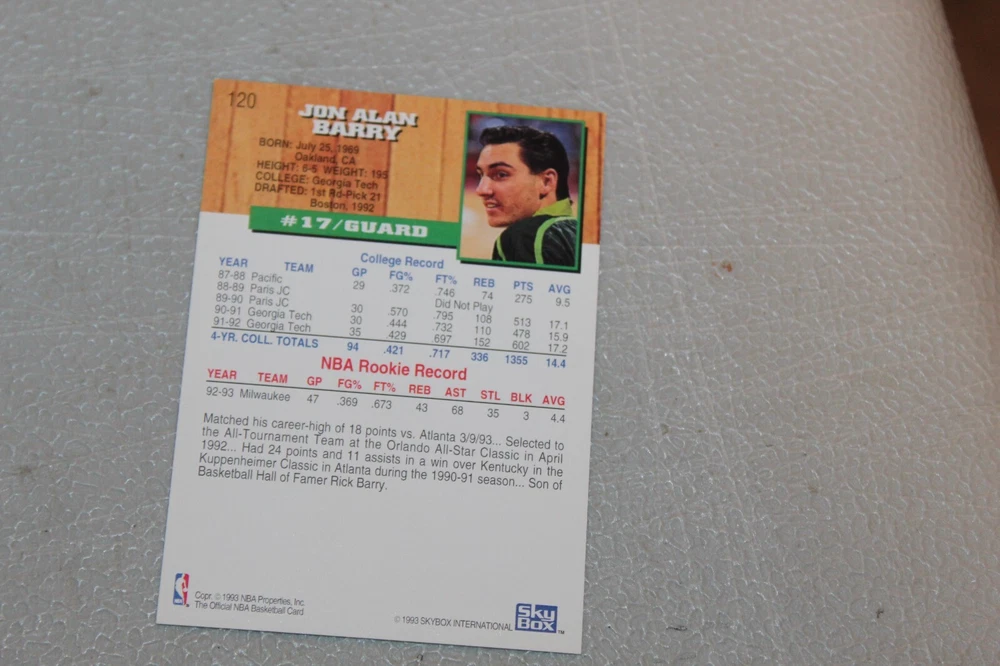 120
JON ALAN
BARRY
BORN: July 25, 1969
Oakland, CA
HEIGHT: 6-5 WEIGHT: 195
COLLEGE: Georgia Tech
DRAFTED: 1st Rd-Pick 21
Boston, 1992
#17/GUARD
College Record
YEAR TEAM GP FG% FT% REB PTS AVG
87-88 Pacific 29 .372 .746 74 275 9.5
88-89 Paris JC Did Not Play
89-90 Paris JC 30 .570 .795 108 513 17.1
90-91 Georgia Tech 30 .444 .732 110 478 15.9
91-92 Georgia Tech 35 .429 .697 152 602 17.2
4-YR. COLL. TOTALS 94 .421 .717 336 1355 14.4
NBA Rookie Record
YEAR TEAM GP FG% FT% REB AST STL BLK AVG
92-93 Milwaukee 47 .369 .673 43 68 35 3 4.4
Matched his career-high of 18 points vs. Atlanta 3/9/93... Selected to
the All-Tournament Team at the Orlando All-Star Classic in April
1992... Had 24 points and 11 assists in a win over Kentucky in the
Kuppenheimer Classic in Atlanta during the 1990-91 season... Son of
Basketball Hall of Famer Rick Barry.
NBA
Copr. © 1993 NBA Properties, Inc.
The Official NBA Basketball Card
© 1993 SKYBOX INTERNATIONAL
Sky
Box™